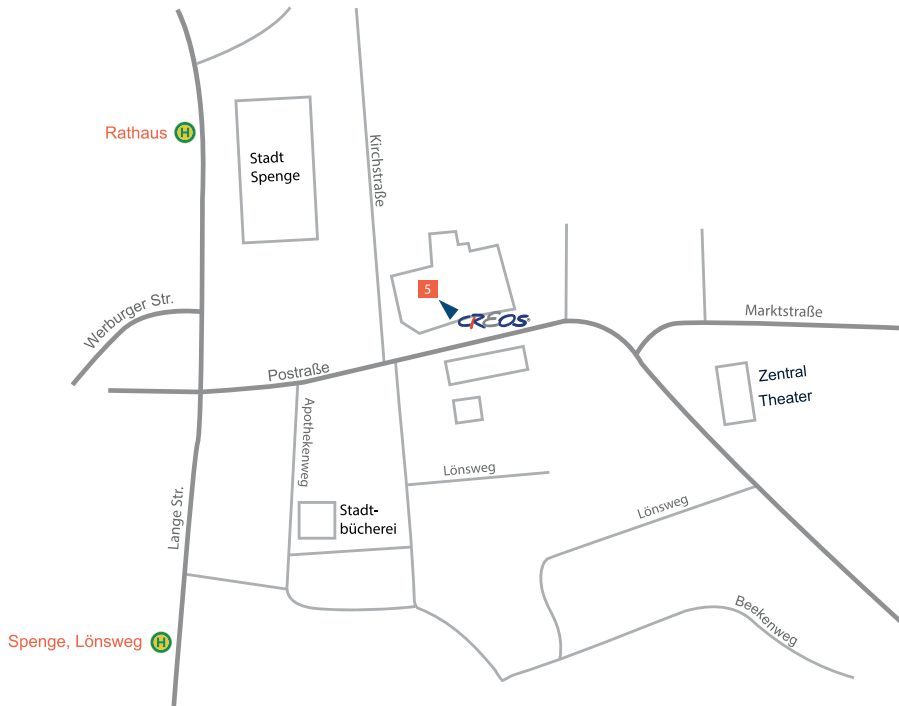 Rathaus
H
Stadt
Spenge
Kirchstraße
5
CREOS
Werburger Str.
Marktstraße
Postraße
Zentral
Theater
Apothekenweg
Lönsweg
Lange Str.
Stadt-
bücherei
Lönsweg
Beekenweg
Spenge, Lönsweg
H